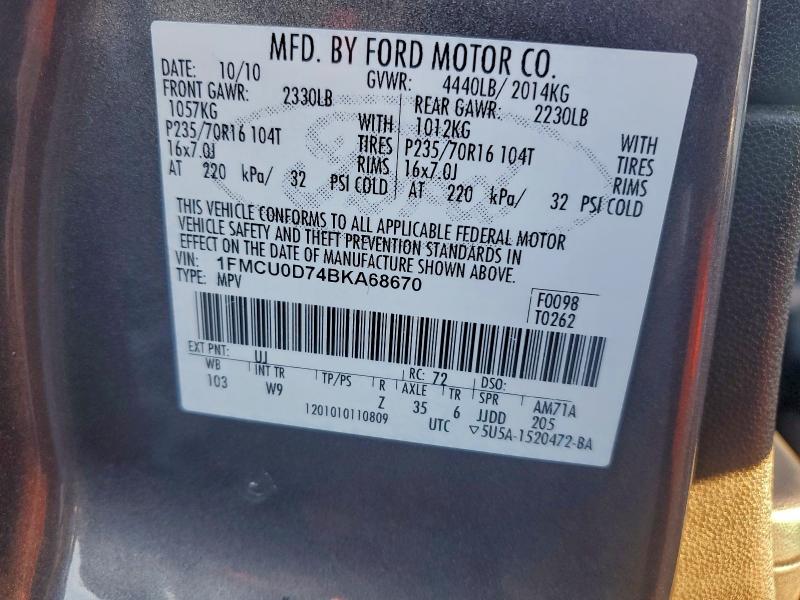 MFD. BY FORD MOTOR CO.
DATE: 10/10 GVWR: 4440LB/ 2014KG
FRONT GAWR: 2330LB REAR GAWR: 2230LB
1057KG WITH 1012KG WITH
P235/70R16 104T TIRES P235/70R16 104T TIRES
16x7.0J RIMS 16x7.0J RIMS
AT 220 kPa/ 32 PSI COLD AT 220 kPa/ 32 PSI COLD
THIS VEHICLE CONFORMS TO ALL APPLICABLE FEDERAL MOTOR
VEHICLE SAFETY AND THEFT PREVENTION STANDARDS IN
EFFECT ON THE DATE OF MANUFACTURE SHOWN ABOVE.
VIN: 1FMCU0D74BKA68670
TYPE: MPV
F0098
T0262
EXT PNT: UJ RC: 72 DSO:
WB INT TR TP/PS R AXLE TR SPR AM71A
103 W9 Z 35 6 JJDD 205
1201010110809 UTC ▽5U5A-1520472-BA